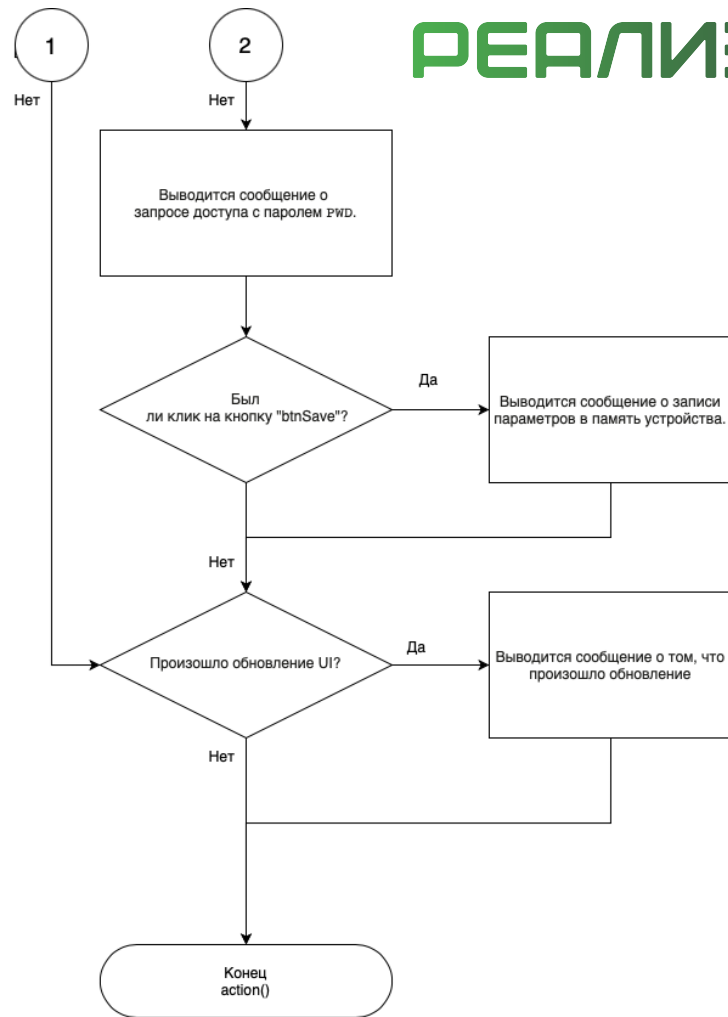 1
2
РЕАЛИЗ
Нет
Нет
Выводится сообщение о
запросе доступа с паролем PWD.
Был
ли клик на кнопку "btnSave"?
Да
Выводится сообщение о записи
параметров в память устройства.
Нет
Произошло обновление UI?
Да
Выводится сообщение о том, что
произошло обновление
Нет
Конец
action()